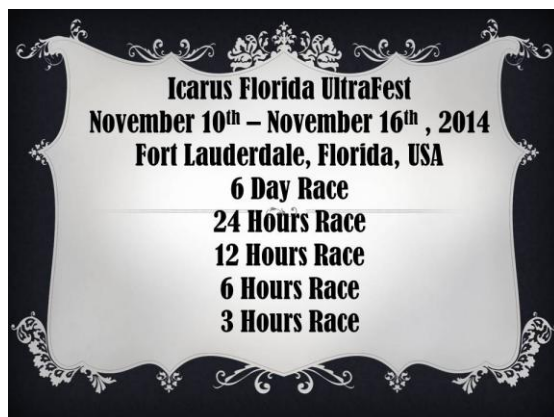 Icarus Florida UltraFest
November 10th – November 16th , 2014
Fort Lauderdale, Florida, USA
6 Day Race
24 Hours Race
12 Hours Race
6 Hours Race
3 Hours Race